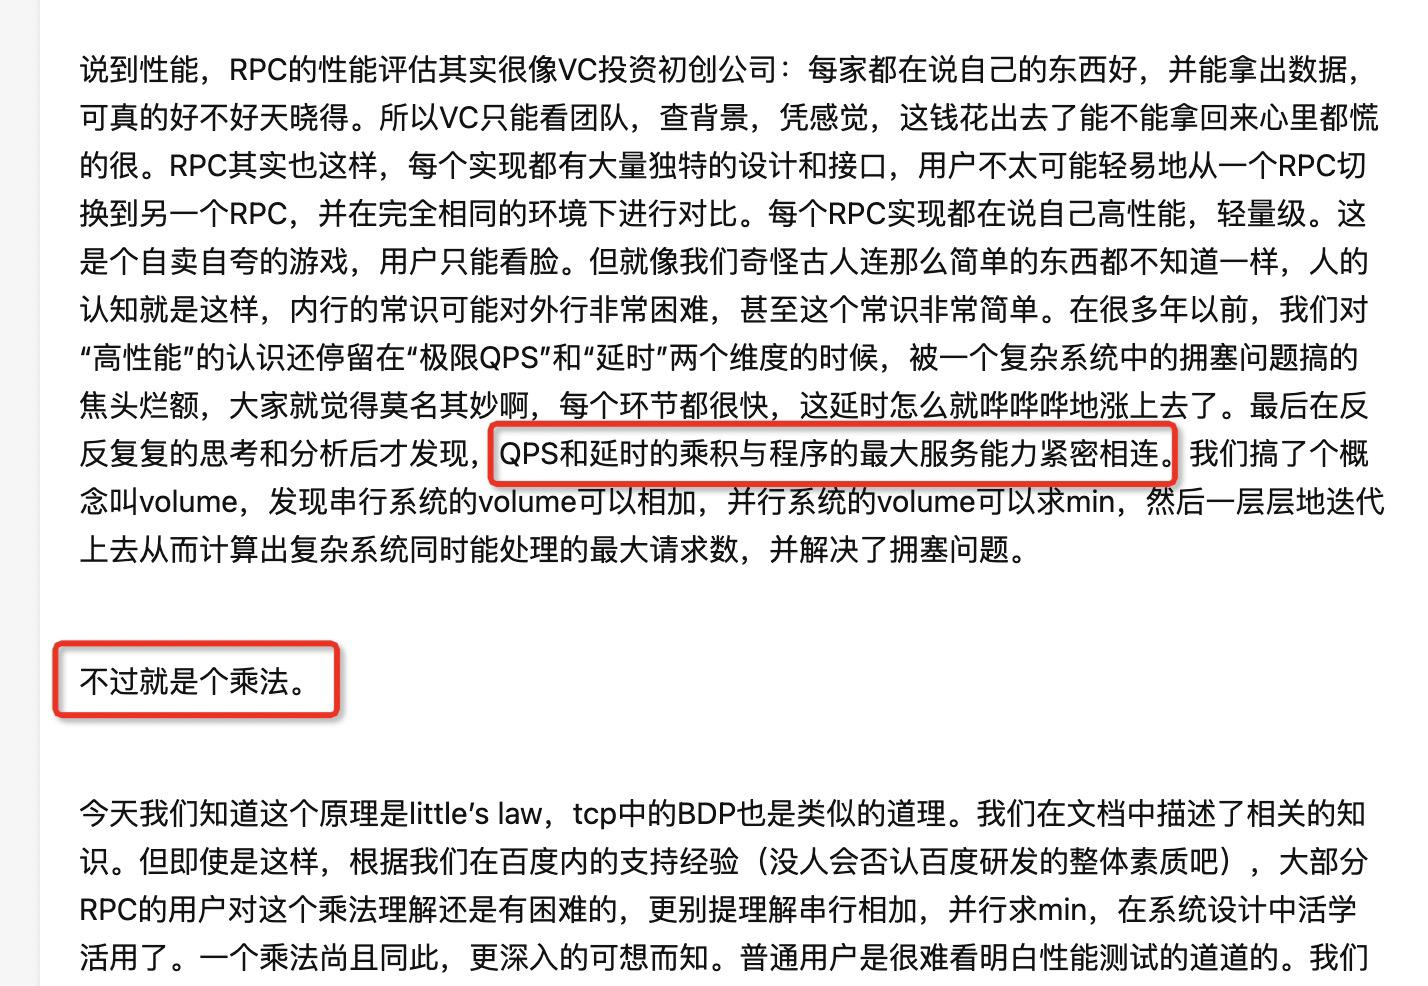 说到性能，RPC的性能评估其实很像VC投资初创公司：每家都在说自己的东西好，并能拿出数据，
可真的好不好天晓得。所以VC只能看团队，查背景，凭感觉，这钱花出去了能不能拿回来心里都慌
的很。RPC其实也这样，每个实现都有大量独特的设计和接口，用户不太可能轻易地从一个RPC切
换到另一个RPC，并在完全相同的环境下进行对比。每个RPC实现都在说自己高性能，轻量级。这
是个自卖自夸的游戏，用户只能看脸。但就像我们奇怪古人连那么简单的东西都不知道一样，人的
认知就是这样，内行的常识可能对外行非常困难，甚至这个常识非常简单。在很多年以前，我们对
“高性能”的认识还停留在“极限QPS”和“延时”两个维度的时候，被一个复杂系统中的拥塞问题搞的
焦头烂额，大家就觉得莫名其妙啊，每个环节都很快，这延时怎么就哗哗哗地涨上去了。最后在反
反复复的思考和分析后才发现，QPS和延时的乘积与程序的最大服务能力紧密相连。我们搞了个概
念叫volume，发现串行系统的volume可以相加，并行系统的volume可以求min，然后一层层地迭代
上去从而计算出复杂系统同时能处理的最大请求数，并解决了拥塞问题。
不过就是个乘法。
今天我们知道这个原理是little’s law，tcp中的BDP也是类似的道理。我们在文档中描述了相关的知
识。但即使是这样，根据我们在百度内的支持经验（没人会否认百度研发的整体素质吧），大部分
RPC的用户对这个乘法理解还是有困难的，更别提理解串行相加，并行求min，在系统设计中活学
活用了。一个乘法尚且同此，更深入的可想而知。普通用户是很难看明白性能测试的道道的。我们